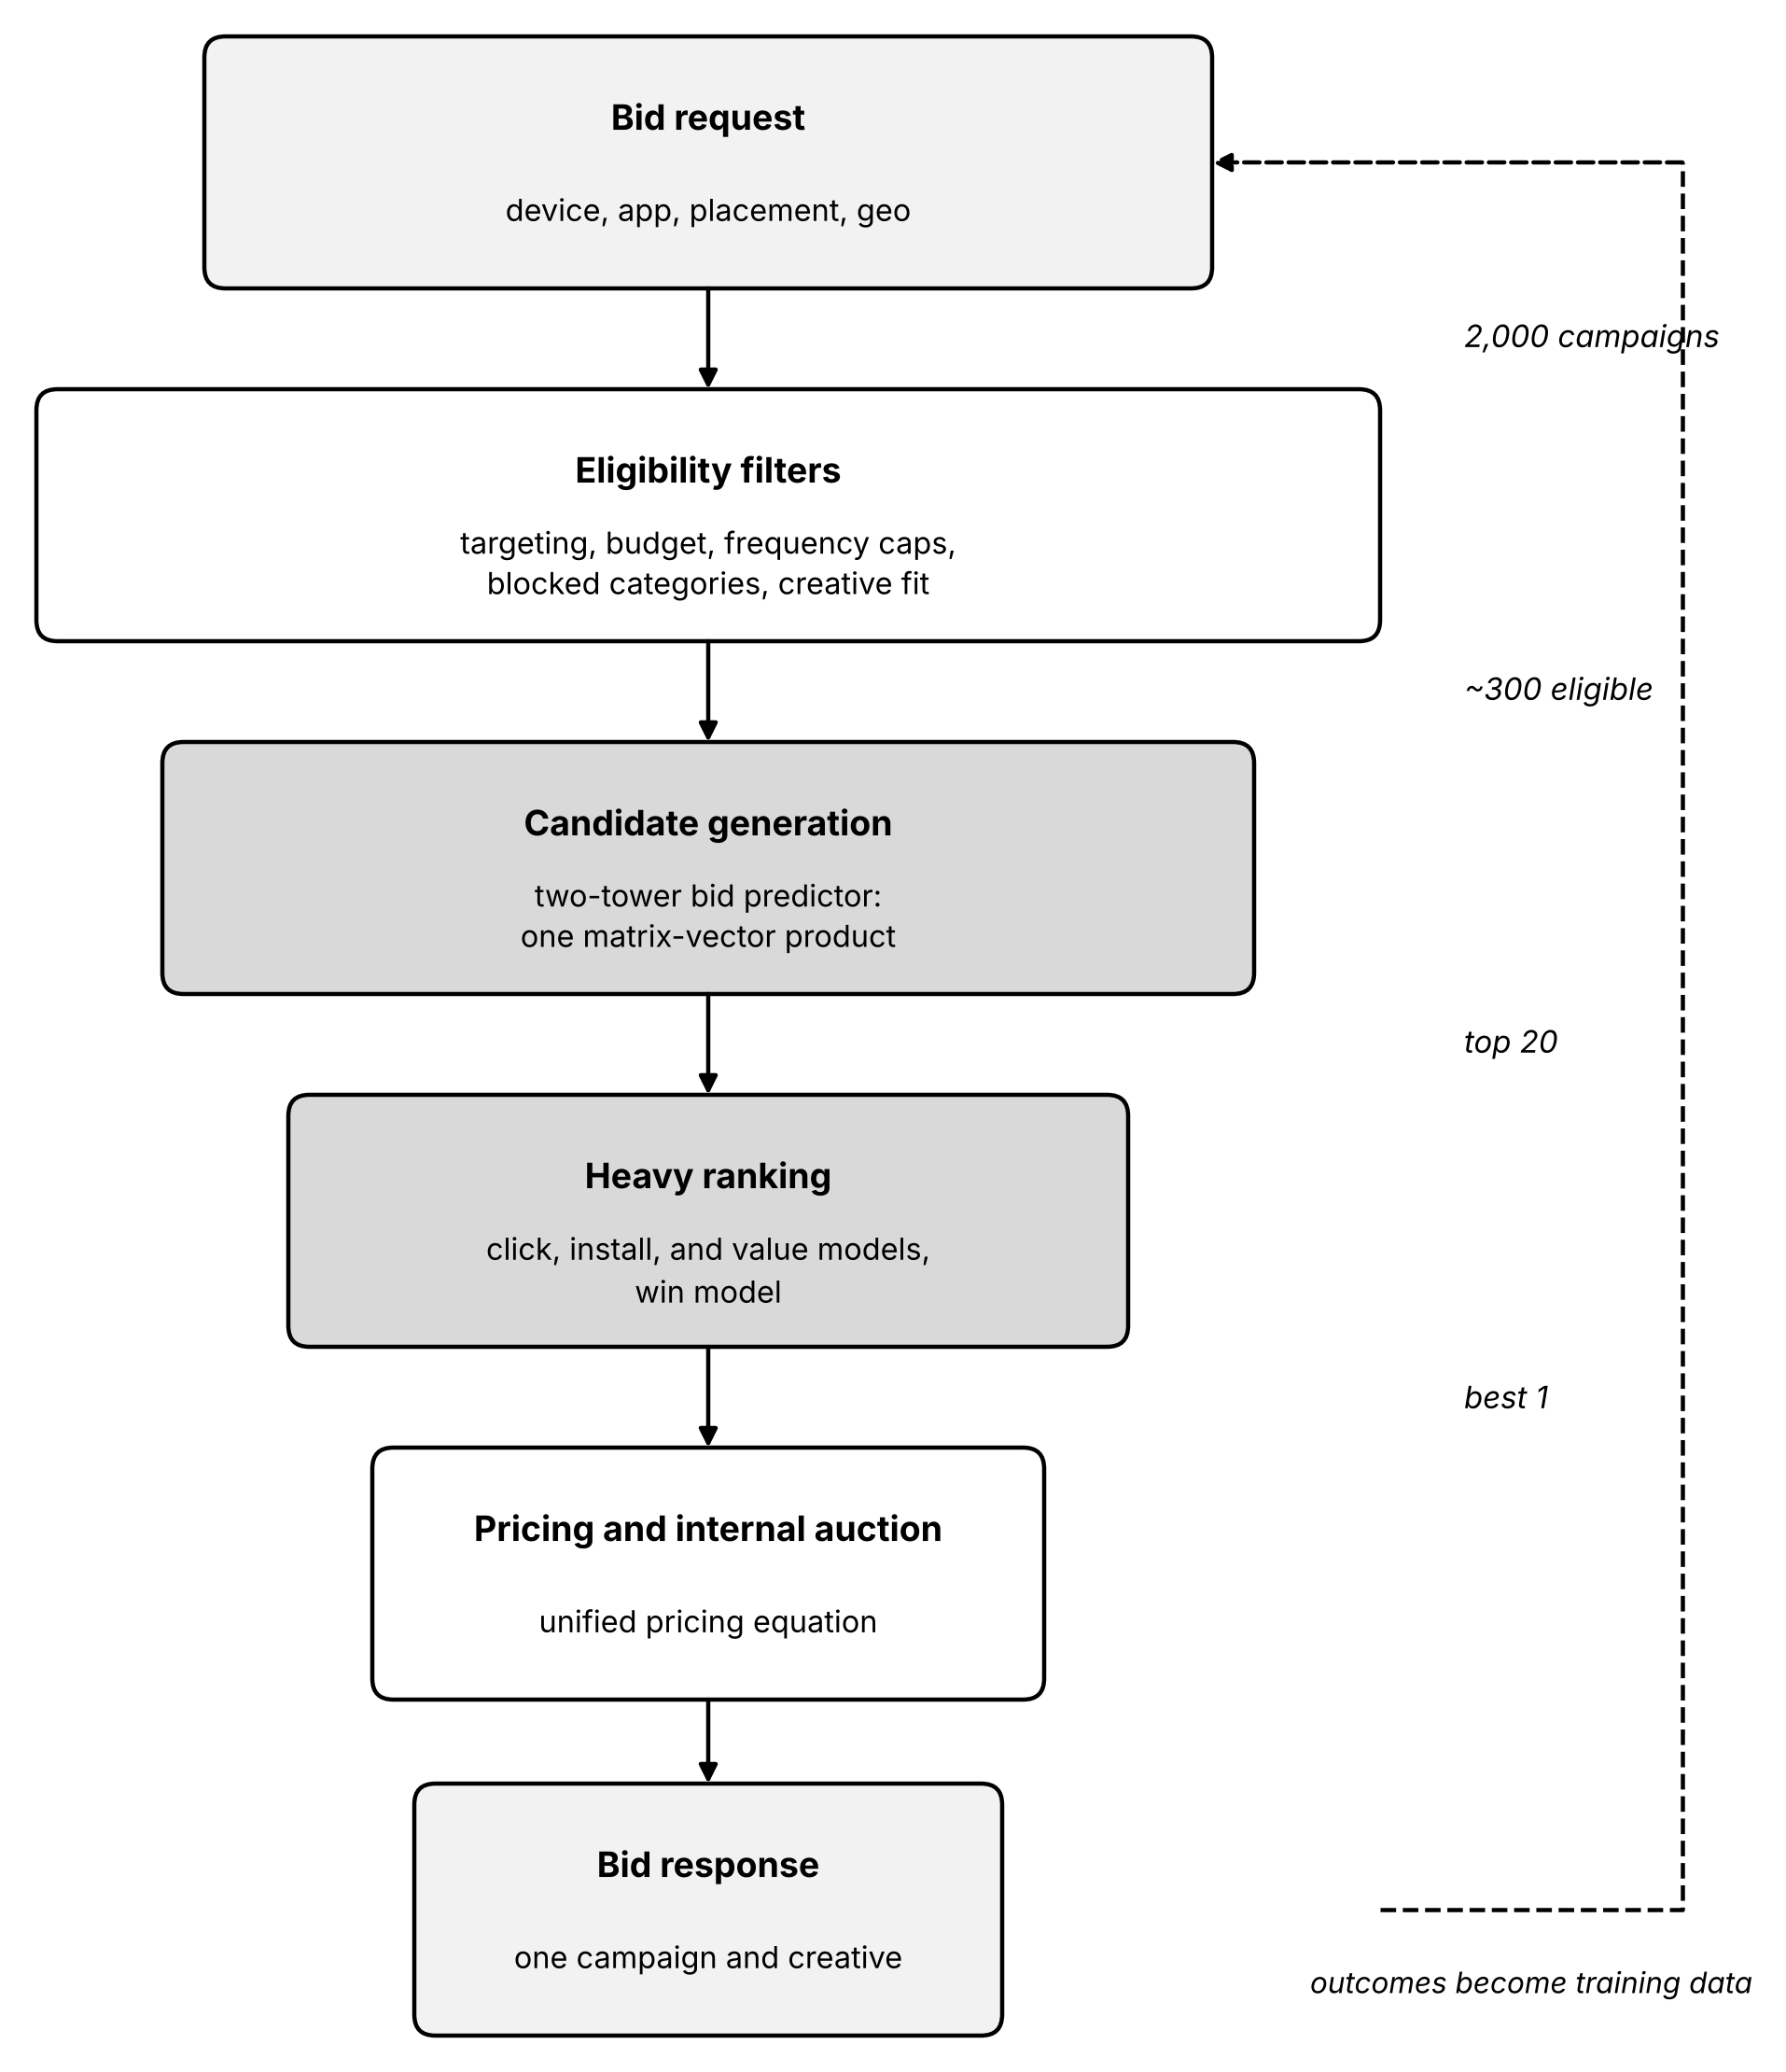 Bid request
device, app, placement, geo
2,000 campaigns
Eligibility filters
targeting, budget, frequency caps,
blocked categories, creative fit
~300 eligible
Candidate generation
two-tower bid predictor:
one matrix-vector product
top 20
Heavy ranking
click, install, and value models,
win model
best 1
Pricing and internal auction
unified pricing equation
Bid response
one campaign and creative
outcomes become training data